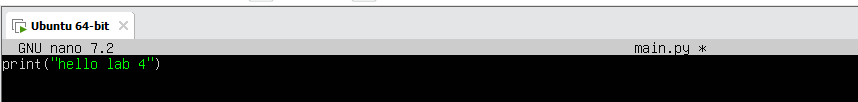 Ubuntu 64-bit
GNU nano 7.2 main.py *
print("hello lab 4")